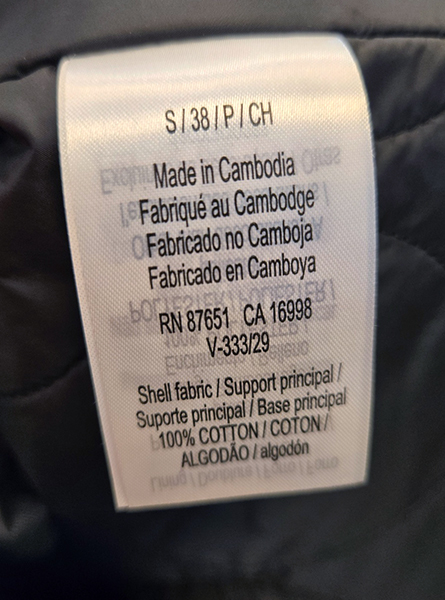 S / 38 / P / CH
Made in Cambodia
Fabriqué au Cambodge
Fabricado no Camboja
Fabricado en Camboya
RN 87651 CA 16998
V-333/29
Shell fabric / Support principal /
Suporte principal / Base principal
100% COTTON / COTON /
ALGODÃO / algodón